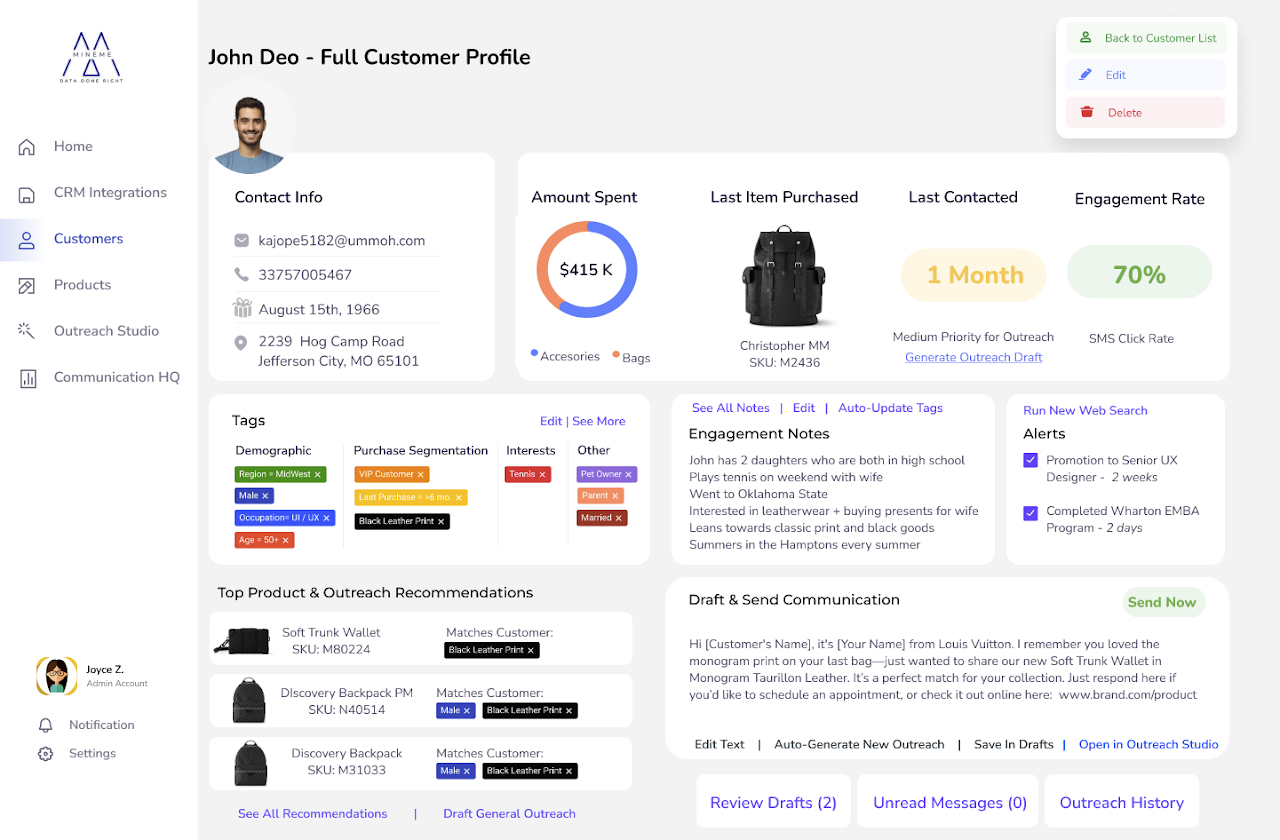 MINEME
DATA DONE RIGHT
Home
CRM Integrations
Customers
Products
Outreach Studio
Communication HQ
Joyce Z.
Admin Account
Notification
Settings
John Deo - Full Customer Profile
Back to Customer List
Edit
Delete
Contact Info
kajope5182@ummoh.com
33757005467
August 15th, 1966
2239 Hog Camp Road
Jefferson City, MO 65101
Amount Spent
$415 K
Accesories
Bags
Last Item Purchased
Christopher MM
SKU: M2436
Last Contacted
1 Month
Medium Priority for Outreach
Generate Outreach Draft
Engagement Rate
70%
SMS Click Rate
Tags
Edit | See More
Demographic
Region = MidWest ×
Male ×
Occupation= UI / UX ×
Age = 50+ ×
Purchase Segmentation
VIP Customer ×
Last Purchase = >6 mo. ×
Black Leather Print ×
Interests
Tennis ×
Other
Pet Owner ×
Parent ×
Married ×
See All Notes | Edit | Auto-Update Tags
Engagement Notes
John has 2 daughters who are both in high school
Plays tennis on weekend with wife
Went to Oklahoma State
Interested in leatherwear + buying presents for wife
Leans towards classic print and black goods
Summers in the Hamptons every summer
Run New Web Search
Alerts
Promotion to Senior UX
Designer - 2 weeks
Completed Wharton EMBA
Program - 2 days
Top Product & Outreach Recommendations
Soft Trunk Wallet
SKU: M80224
Matches Customer:
Black Leather Print ×
DIscovery Backpack PM
SKU: N40514
Matches Customer:
Male × Black Leather Print ×
Discovery Backpack
SKU: M31033
Matches Customer:
Male × Black Leather Print ×
See All Recommendations | Draft General Outreach
Draft & Send Communication
Send Now
Hi [Customer's Name], it's [Your Name] from Louis Vuitton. I remember you loved the
monogram print on your last bag—just wanted to share our new Soft Trunk Wallet in
Monogram Taurillon Leather. It's a perfect match for your collection. Just respond here if
you'd like to schedule an appointment, or check it out online here: www.brand.com/product
Edit Text | Auto-Generate New Outreach | Save In Drafts | Open in Outreach Studio
Review Drafts (2)
Unread Messages (0)
Outreach History